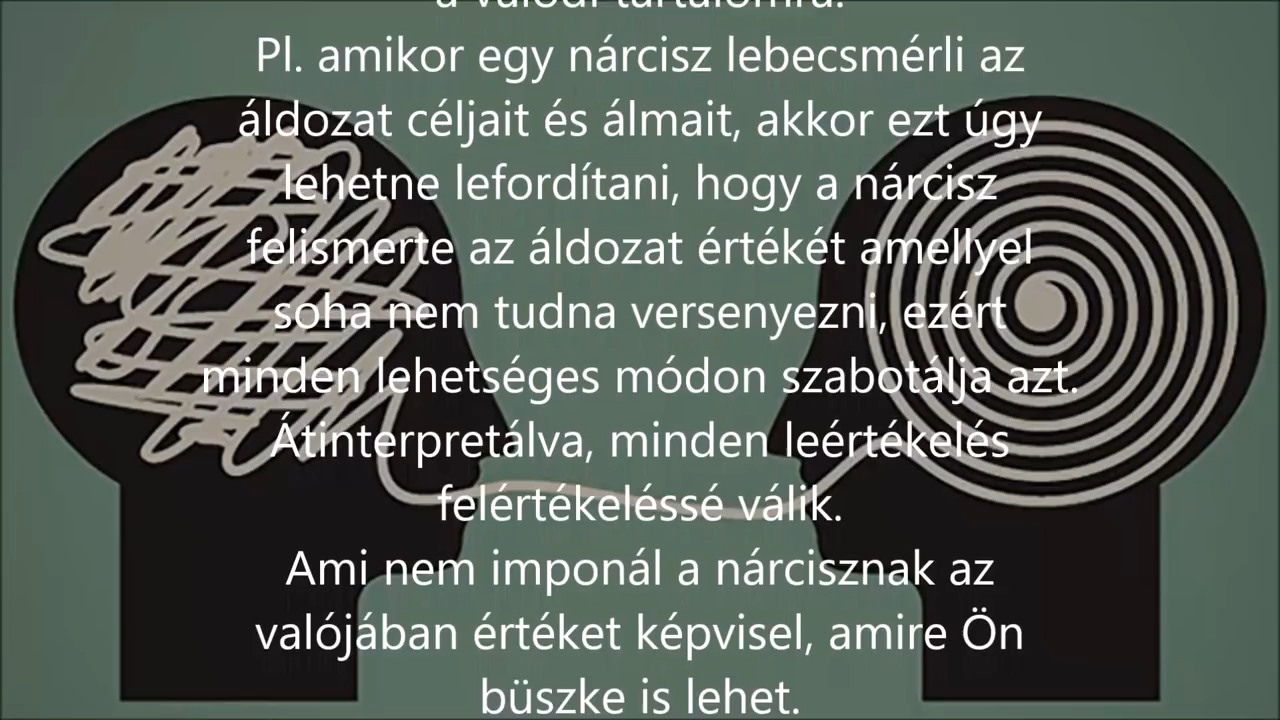 a valódi tartalomra.
Pl. amikor egy nárcisz lebecsmérli az
áldozat céljait és álmait, akkor ezt úgy
lehetne lefordítani, hogy a nárcisz
felismerte az áldozat értékét amellyel
soha nem tudna versenyezni, ezért
minden lehetséges módon szabotálja azt.
Átinterpretálva, minden leértékelés
felértékeléssé válik.
Ami nem imponál a nárcisznak az
valójában értéket képvisel, amire Ön
büszke is lehet.